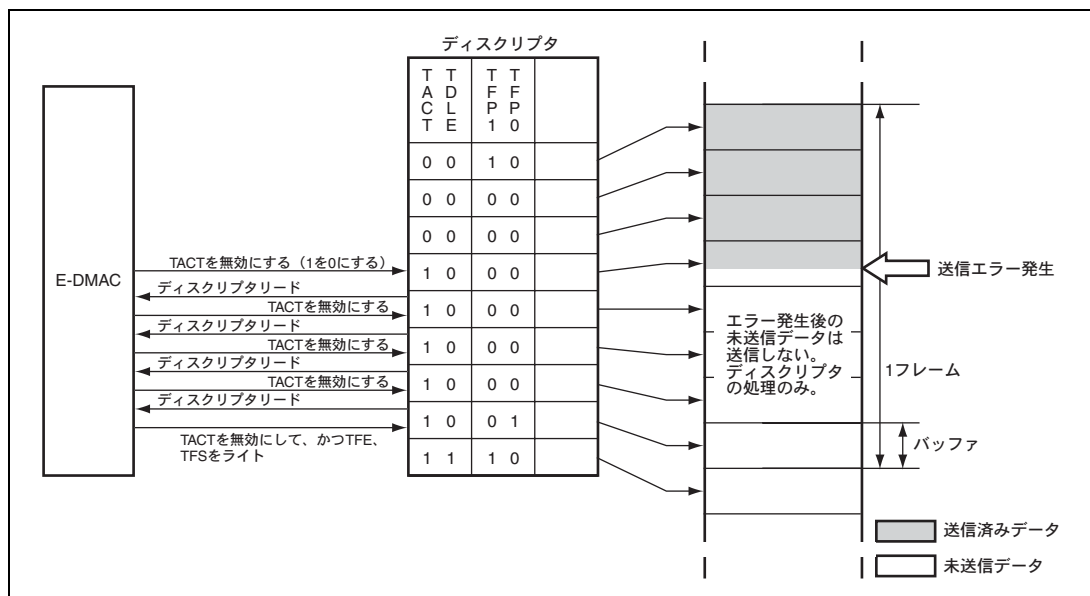 ディスクリプタ
TACT TDLE TFP1 TFP0
0 0 1 0
0 0 0 0
0 0 0 0
1 0 0 0
1 0 0 0
1 0 0 0
1 0 0 0
1 0 0 1
1 1 1 0
E-DMAC
TACTを無効にする（1を0にする）
ディスクリプタリード
TACTを無効にする
ディスクリプタリード
TACTを無効にする
ディスクリプタリード
TACTを無効にする
ディスクリプタリード
TACTを無効にして、かつTFE、
TFSをライト
送信エラー発生
エラー発生後の
未送信データは
送信しない。
ディスクリプタ
の処理のみ。
1フレーム
バッファ
送信済みデータ
未送信データ